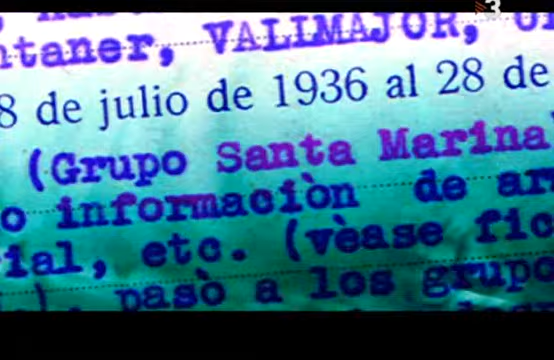 3
ntaner, VALLMAJOR,
8 de julio de 1936 al 28 de
(Grupo Santa Marina
o informaciòn de ar
ial, etc. (vèase fic
pasò a los grupo